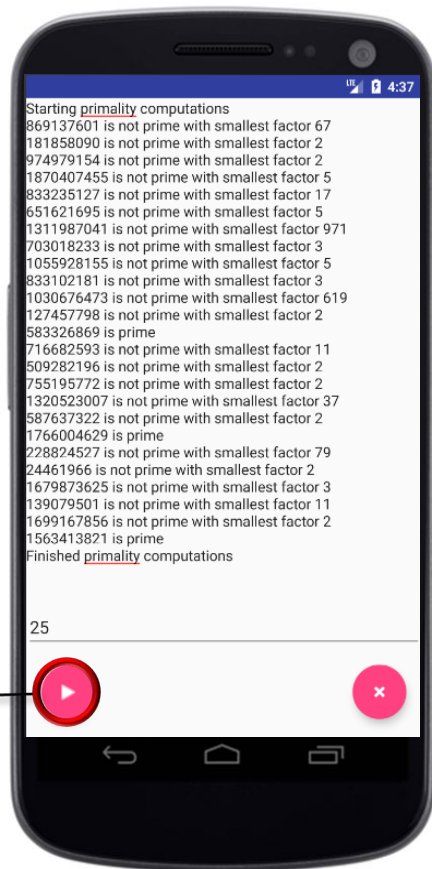 LTE 4:37
Starting primality computations
869137601 is not prime with smallest factor 67
181858090 is not prime with smallest factor 2
974979154 is not prime with smallest factor 2
1870407455 is not prime with smallest factor 5
833235127 is not prime with smallest factor 17
651621695 is not prime with smallest factor 5
1311987041 is not prime with smallest factor 971
703018233 is not prime with smallest factor 3
1055928155 is not prime with smallest factor 5
833102181 is not prime with smallest factor 3
1030676473 is not prime with smallest factor 619
127457798 is not prime with smallest factor 2
583326869 is prime
716682593 is not prime with smallest factor 11
509282196 is not prime with smallest factor 2
755195772 is not prime with smallest factor 2
1320523007 is not prime with smallest factor 37
587637322 is not prime with smallest factor 2
1766004629 is prime
228824527 is not prime with smallest factor 79
24461966 is not prime with smallest factor 2
1679873625 is not prime with smallest factor 3
139079501 is not prime with smallest factor 11
1699167856 is not prime with smallest factor 2
1563413821 is prime
Finished primality computations
25